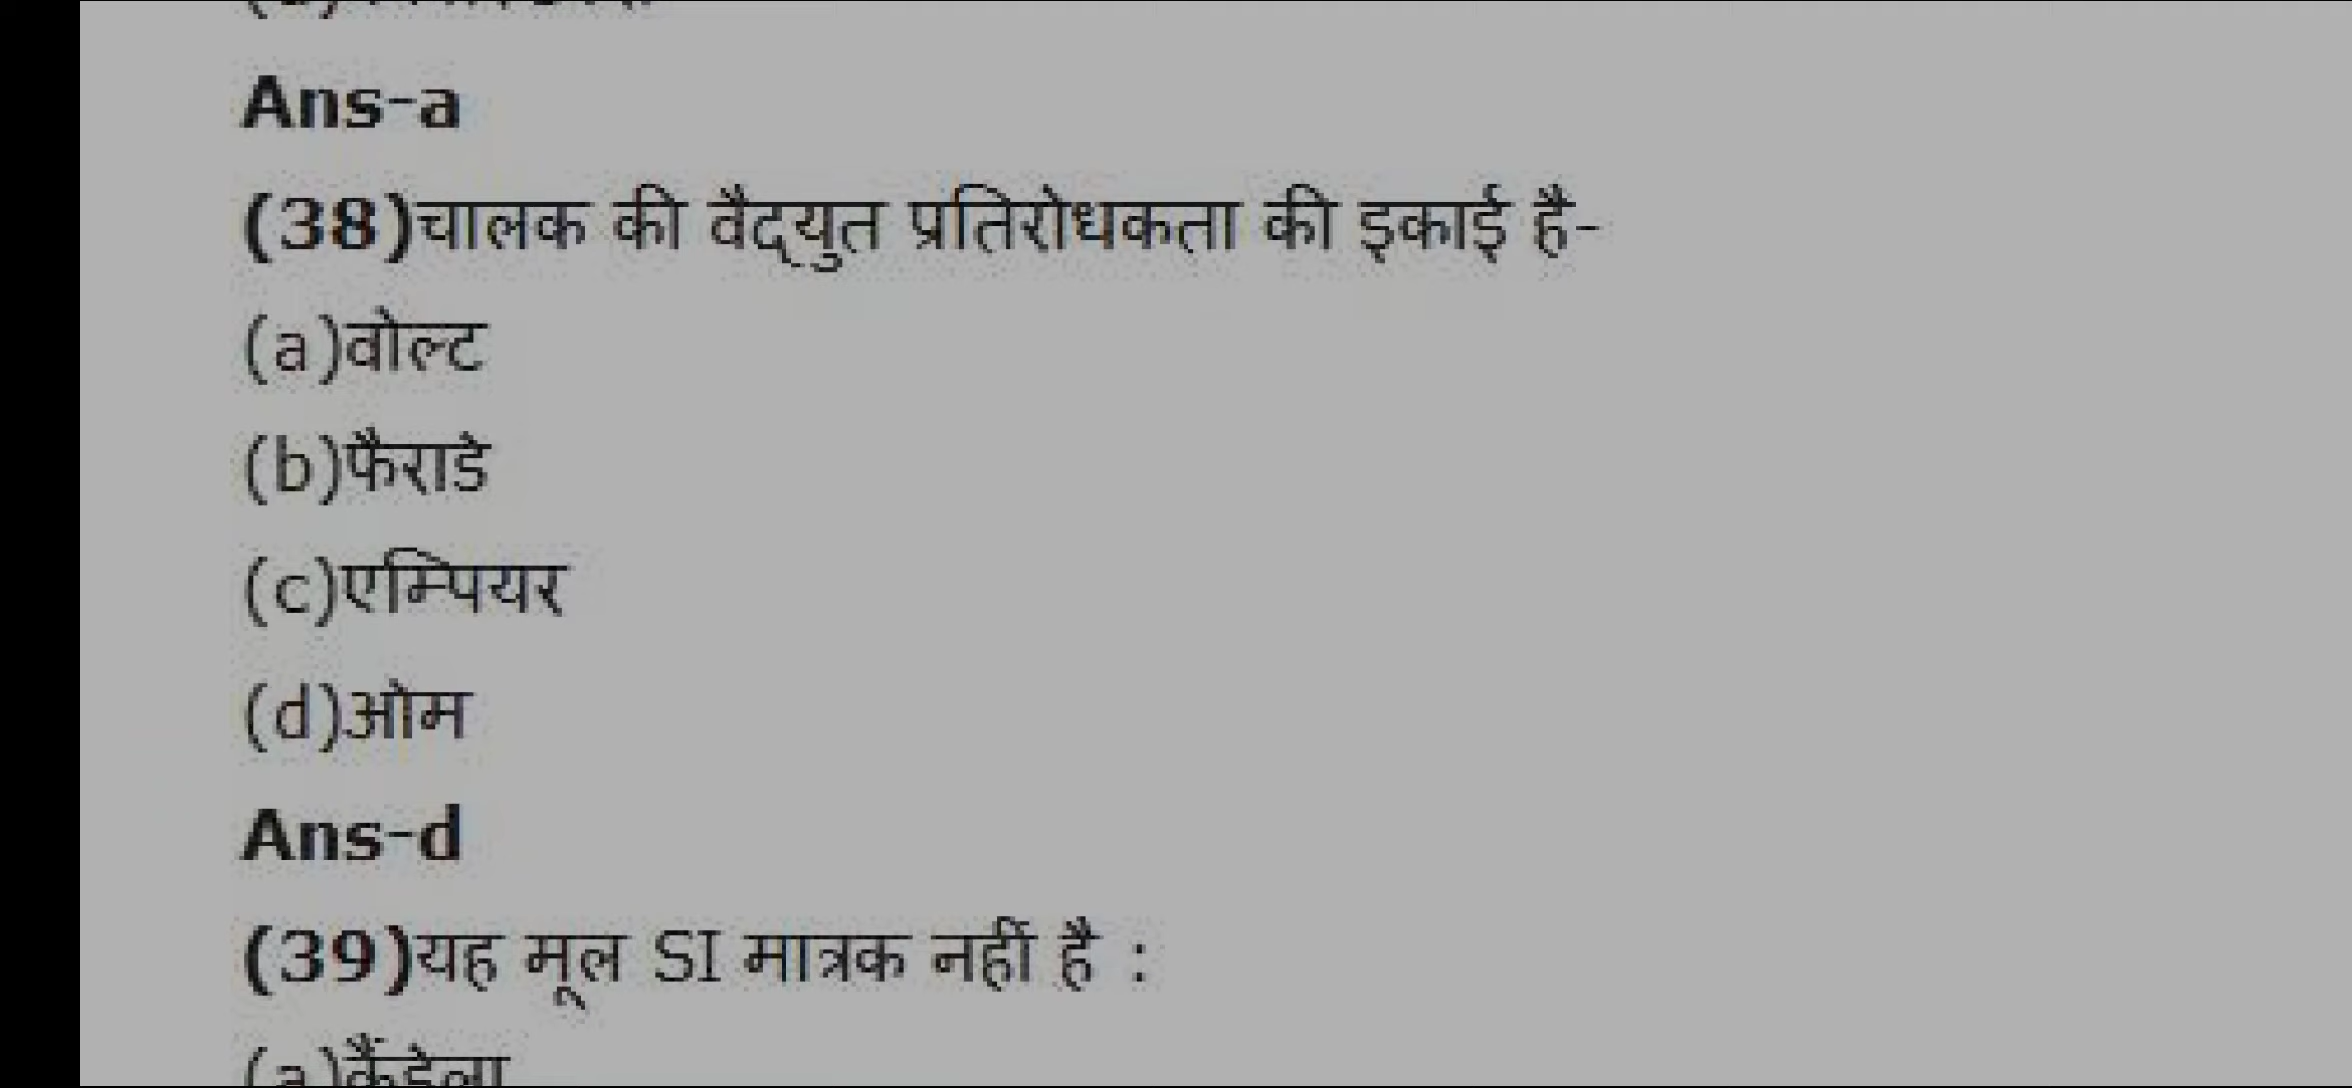 Ans-a
(38)चालक की वैद्युत प्रतिरोधकता की इकाई है-
(a)वोल्ट
(b)फैराडे
(c)एम्पियर
(d)ओम
Ans-d
(39)यह मूल SI मात्रक नहीं है :
(a)कैंडेला